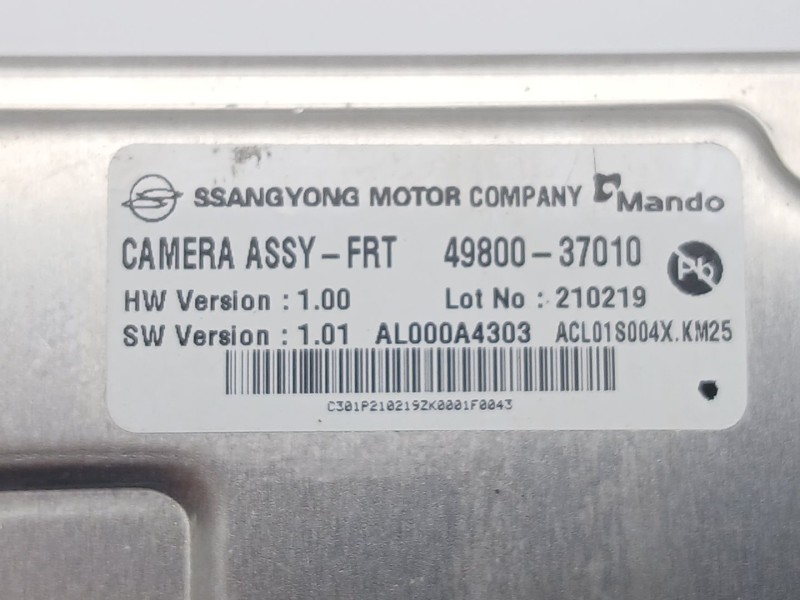 SSANGYONG MOTOR COMPANY Mando
CAMERA ASSY-FRT 49800-37010 Pb
HW Version : 1.00 Lot No : 210219
SW Version : 1.01 AL000A4303 ACL01S004X.KM25
C301P210219ZK0001F0043